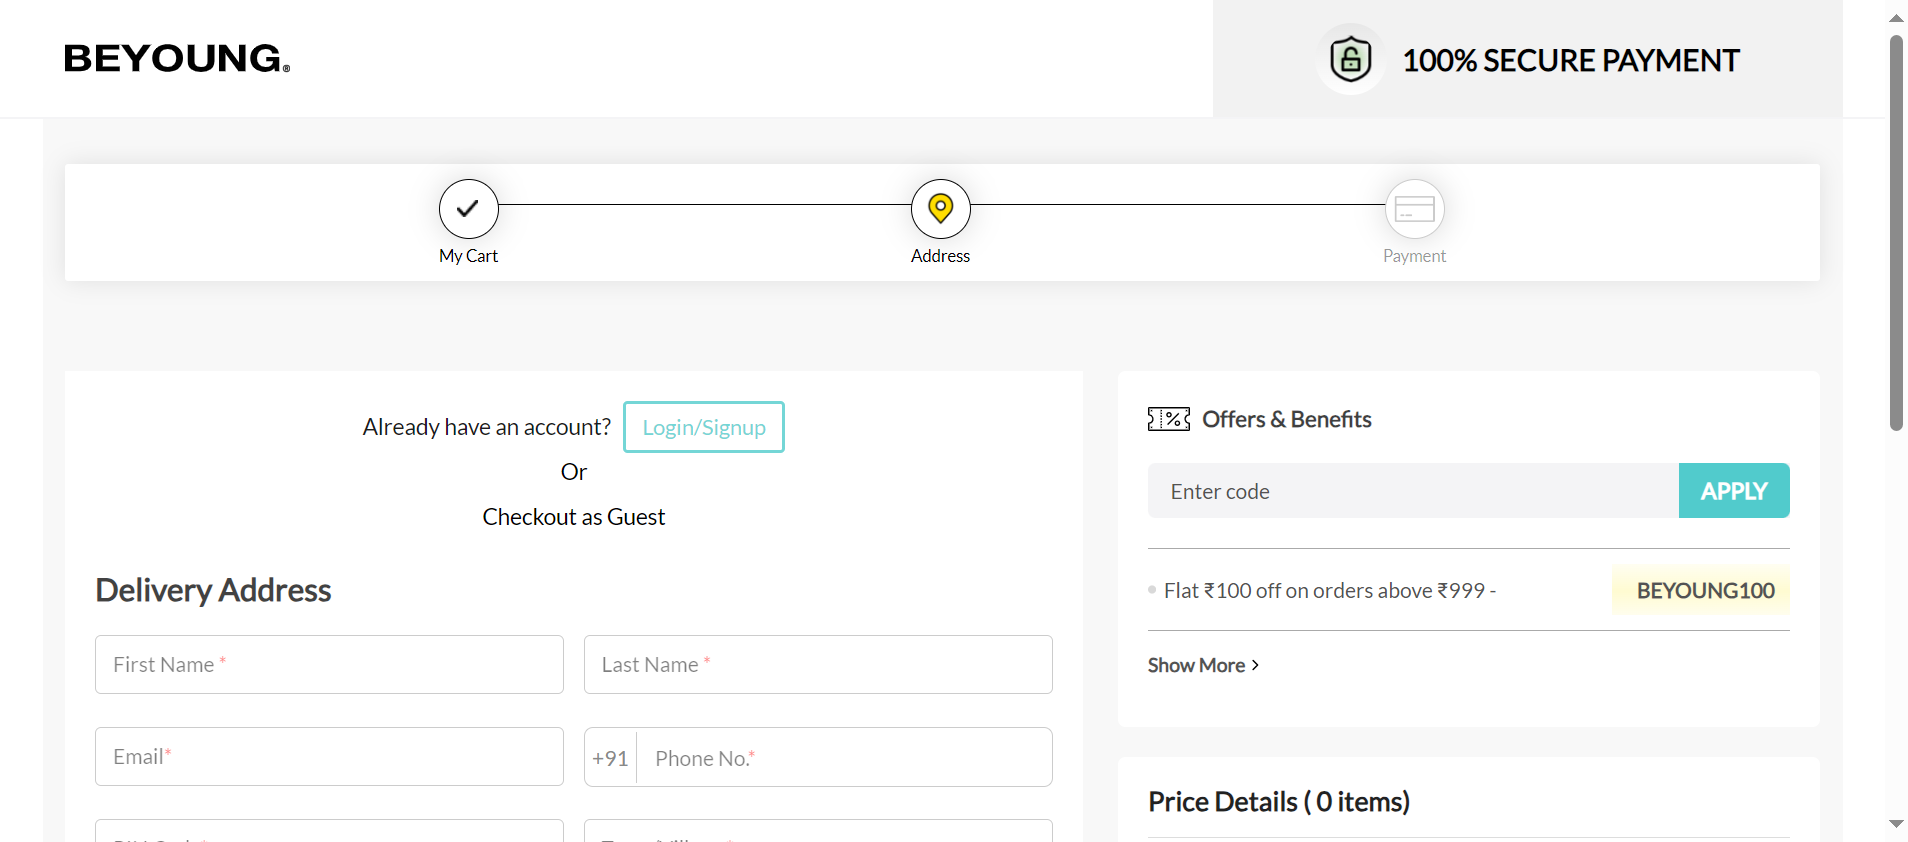 BEYOUNG®
100% SECURE PAYMENT
My Cart
Address
Payment
Already have an account? Login/Signup
Or
Checkout as Guest
Delivery Address
First Name *
Last Name *
Email*
+91 Phone No.*
Offers & Benefits
Enter code
APPLY
Flat ₹100 off on orders above ₹999 -
BEYOUNG100
Show More
Price Details ( 0 items)